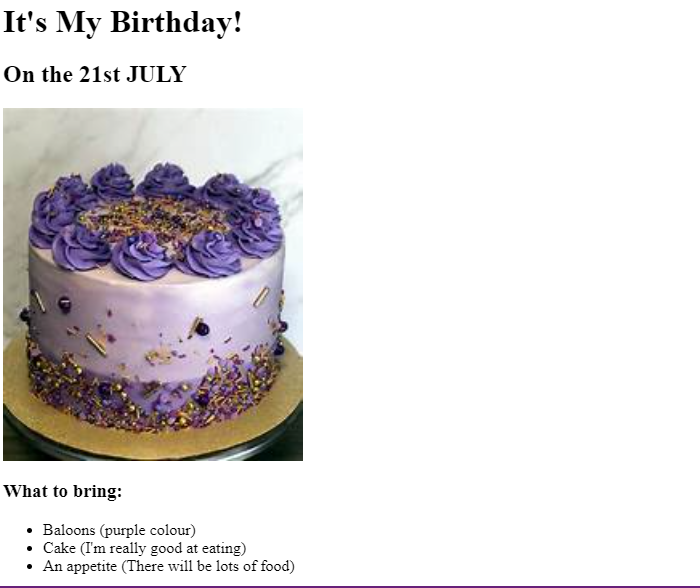 It's My Birthday!
On the 21st JULY
What to bring:
Baloons (purple colour)
Cake (I'm really good at eating)
An appetite (There will be lots of food)